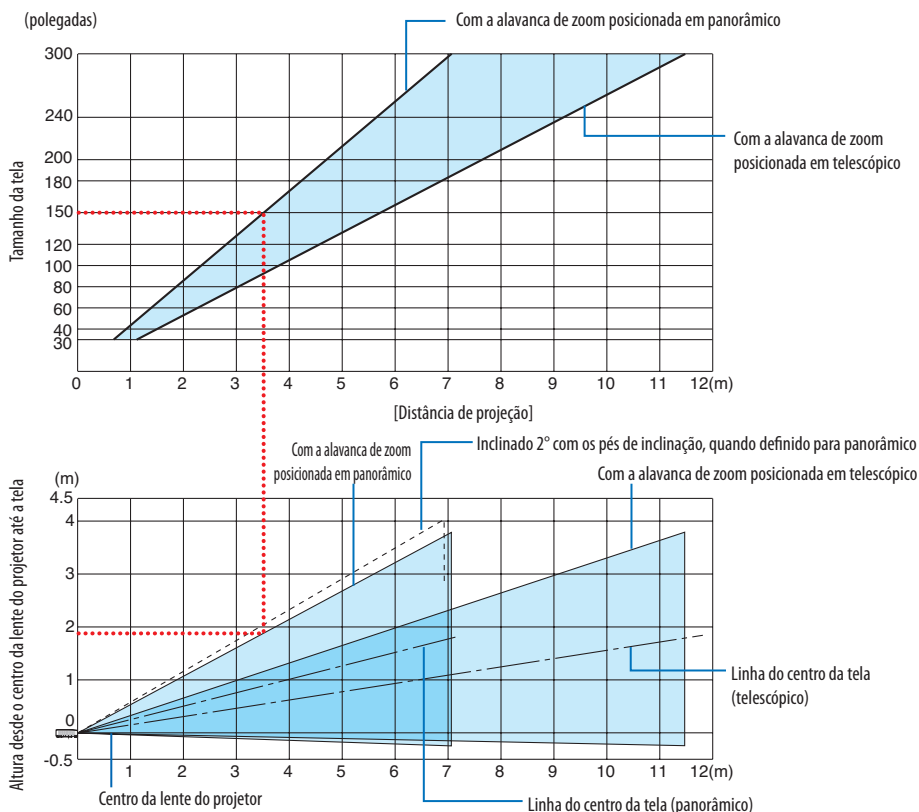 (polegadas)
Com a alavanca de zoom posicionada em panorâmico
300
240
200
180
150
120
100
80
60
40
30
Tamanho da tela
Com a alavanca de zoom
posicionada em telescópico
0 1 2 3 4 5 6 7 8 9 10 11 12(m)
[Distância de projeção]
Com a alavanca de zoom
posicionada em panorâmico
Inclinado 2° com os pés de inclinação, quando definido para panorâmico
Com a alavanca de zoom posicionada em telescópico
Altura desde o centro da lente do projetor até a tela
(m)
4.5
4
3
2
1
0
-0.5
Linha do centro da tela
(telescópico)
1 2 3 4 5 6 7 8 9 10 11 12(m)
Centro da lente do projetor
Linha do centro da tela (panorâmico)